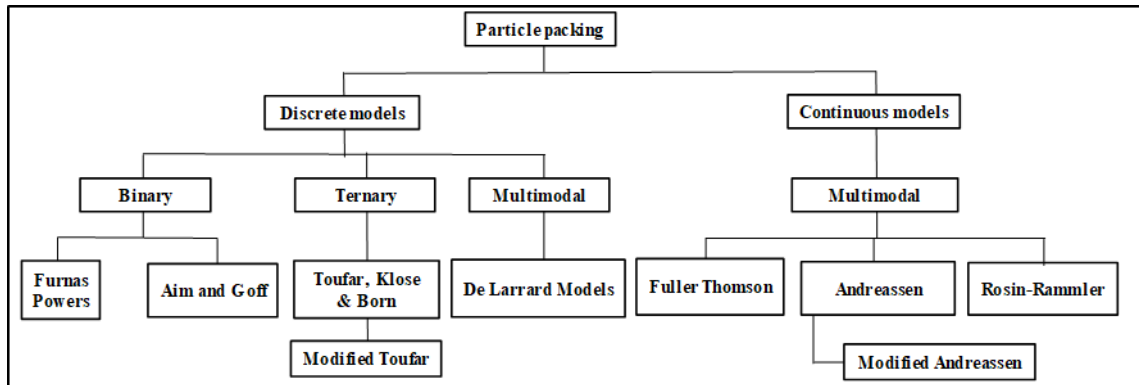 Particle packing
Discrete models
Continuous models
Binary
Ternary
Multimodal
Multimodal
Furnas
Powers
Aim and Goff
Toufar, Klose
& Born
De Larrard Models
Fuller Thomson
Andreassen
Rosin-Rammler
Modified Toufar
Modified Andreassen